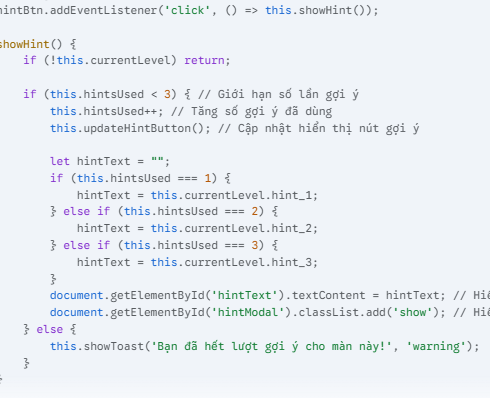 hintBtn.addEventListener('click', () => this.showHint());
showHint() {
if (!this.currentLevel) return;
if (this.hintsUsed < 3) { // Giới hạn số lần gợi ý
this.hintsUsed++; // Tăng số gợi ý đã dùng
this.updateHintButton(); // Cập nhật hiển thị nút gợi ý
let hintText = "";
if (this.hintsUsed === 1) {
hintText = this.currentLevel.hint_1;
} else if (this.hintsUsed === 2) {
hintText = this.currentLevel.hint_2;
} else if (this.hintsUsed === 3) {
hintText = this.currentLevel.hint_3;
}
document.getElementById('hintText').textContent = hintText; // Hi
document.getElementById('hintModal').classList.add('show'); // Hi
} else {
this.showToast('Bạn đã hết lượt gợi ý cho màn này!', 'warning');
}
}